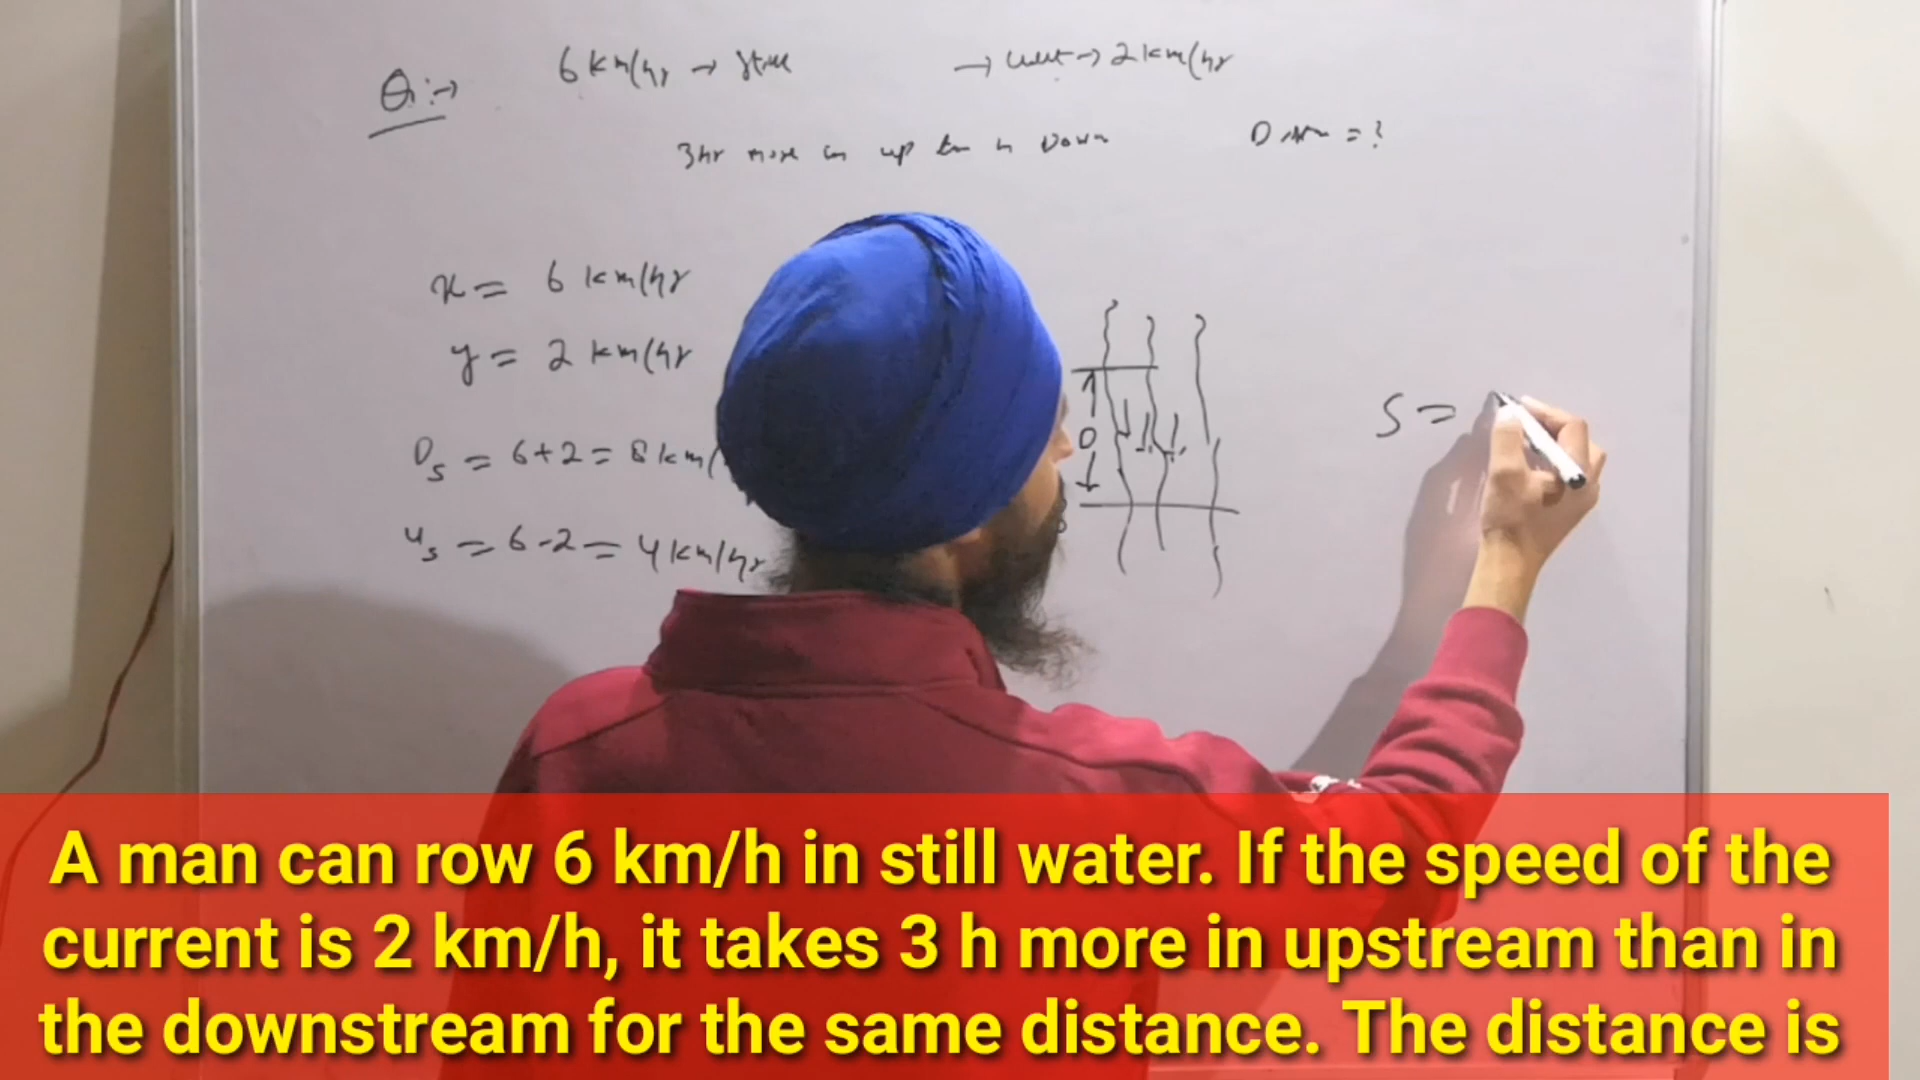 Q:→ 6 km/hr → still → → 2 km/hr
3hr more in up in Down D = ?
x = 6 km/hr
y = 2 km/hr
D
S =
Ds = 6+2 = 8 km/
us = 6-2 = 4 km/hr
A man can row 6 km/h in still water. If the speed of the
current is 2 km/h, it takes 3 h more in upstream than in
the downstream for the same distance. The distance is